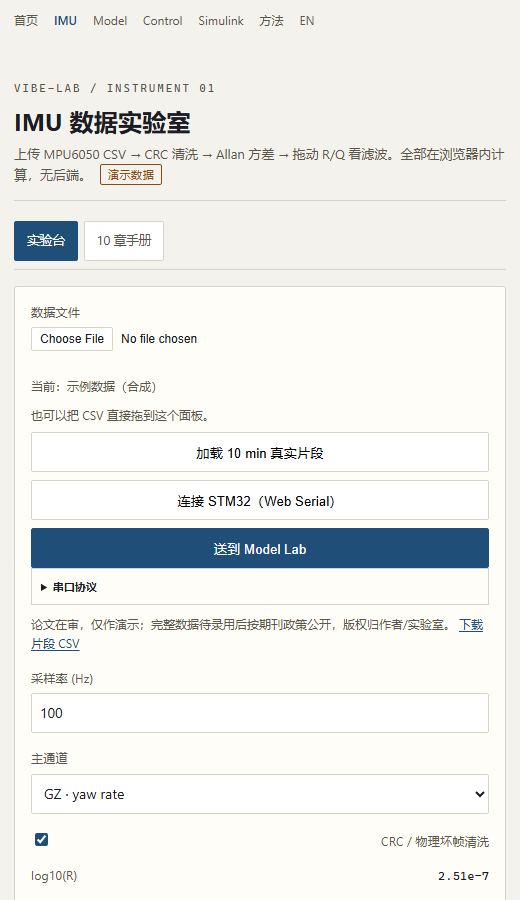 首页 IMU Model Control Simulink 方法 EN
VIBE-LAB / INSTRUMENT 01
IMU 数据实验室
上传 MPU6050 CSV → CRC 清洗 → Allan 方差 → 拖动 R/Q 看滤波。全部在浏览器内计
算，无后端。 演示数据
实验台 10 章手册
数据文件
Choose File No file chosen
当前：示例数据（合成）
也可以把 CSV 直接拖到这个面板。
加载 10 min 真实片段
连接 STM32（Web Serial）
送到 Model Lab
▶ 串口协议
论文在审，仅作演示；完整数据待录用后按期刊政策公开，版权归作者/实验室。 下载
片段 CSV
采样率 (Hz)
100
主通道
GZ · yaw rate
CRC / 物理坏帧清洗
log10(R) 2.51e-7